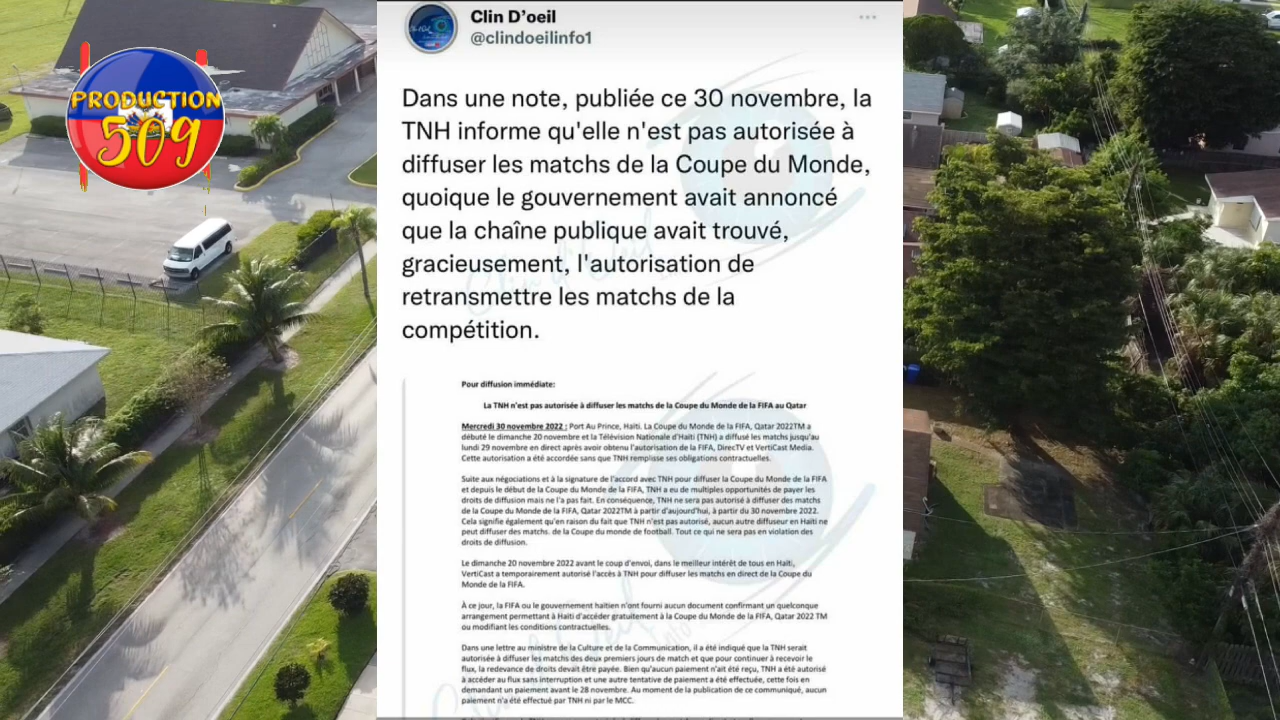 PRODUCTION
509
Clin D'oeil
@clindoeilinfo1
Dans une note, publiée ce 30 novembre, la
TNH informe qu'elle n'est pas autorisée à
diffuser les matchs de la Coupe du Monde,
quoique le gouvernement avait annoncé
que la chaîne publique avait trouvé,
gracieusement, l'autorisation de
retransmettre les matchs de la
compétition.
Pour diffusion immédiate:
La TNH n'est pas autorisée à diffuser les matchs de la Coupe du Monde de la FIFA au Qatar
Mercredi 30 novembre 2022 : Port Au Prince, Haiti. La Coupe du Monde de la FIFA, Qatar 2022TM a
débuté le dimanche 20 novembre et la Télévision Nationale d'Haïti (TNH) a diffusé les matchs jusqu'au
lundi 29 novembre en direct après avoir obtenu l'autorisation de la FIFA, DirecTV et VertiCast Media.
Cette autorisation a été accordée sans que TNH remplisse ses obligations contractuelles.
Suite aux négociations et à la signature de l'accord avec TNH pour diffuser la Coupe du Monde de la FIFA
et depuis le début de la Coupe du Monde de la FIFA, TNH a eu de multiples opportunités de payer les
droits de diffusion mais ne l'a pas fait. En conséquence, TNH ne sera pas autorisé à diffuser des matchs
de la Coupe du Monde de la FIFA, Qatar 2022TM à partir d'aujourd'hui, à partir du 30 novembre 2022.
Cela signifie également qu'en raison du fait que TNH n'est pas autorisé, aucun autre diffuseur en Haïti ne
peut diffuser des matchs. de la Coupe du monde de football. Tout ce qui ne sera pas en violation des
droits de diffusion.
Le dimanche 20 novembre 2022 avant le coup d'envoi, dans le meilleur intérêt de tous en Haïti,
VertiCast a temporairement autorisé l'accès à TNH pour diffuser les matchs en direct de la Coupe du
Monde de la FIFA.
À ce jour, la FIFA ou le gouvernement haïtien n'ont fourni aucun document confirmant un quelconque
arrangement permettant à Haïti d'accéder gratuitement à la Coupe du Monde de la FIFA, Qatar 2022 TM
ou modifiant les conditions contractuelles.
Dans une lettre au ministre de la Culture et de la Communication, il a été indiqué que la TNH serait
autorisée à diffuser les matchs des deux premiers jours de match et que pour continuer à recevoir le
flux, la redevance de droits devait être payée. Bien qu'aucun paiement n'ait été reçu, TNH a été autorisé
à accéder au flux sans interruption et une autre tentative de paiement a été effectuée, cette fois en
demandant un paiement avant le 28 novembre. Au moment de la publication de ce communiqué, aucun
paiement n'a été effectué par TNH ni par le MCC.